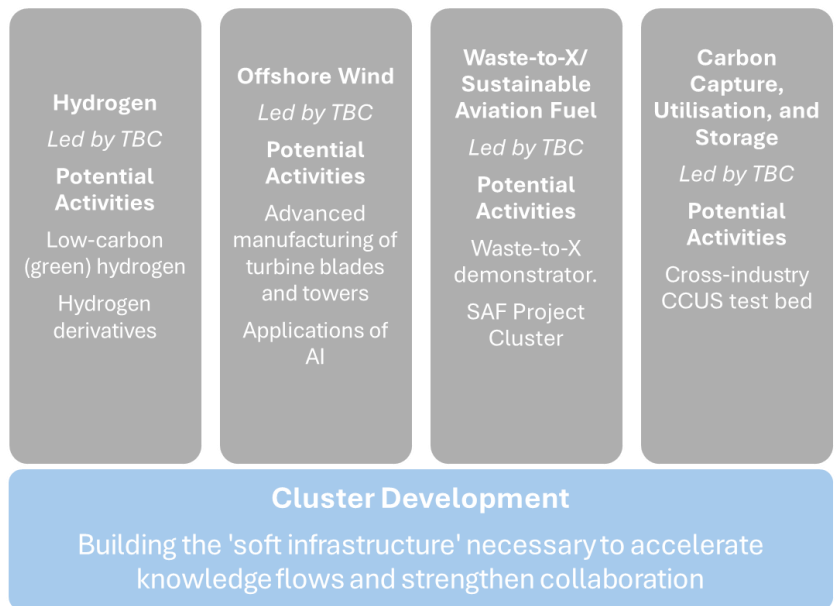 Hydrogen
Led by TBC
Potential
Activities
Low-carbon
(green) hydrogen
Hydrogen
derivatives
Offshore Wind
Led by TBC
Potential
Activities
Advanced
manufacturing of
turbine blades
and towers
Applications of
AI
Waste-to-X/
Sustainable
Aviation Fuel
Led by TBC
Potential
Activities
Waste-to-X
demonstrator.
SAF Project
Cluster
Carbon
Capture,
Utilisation, and
Storage
Led by TBC
Potential
Activities
Cross-industry
CCUS test bed
Cluster Development
Building the 'soft infrastructure' necessary to accelerate
knowledge flows and strengthen collaboration